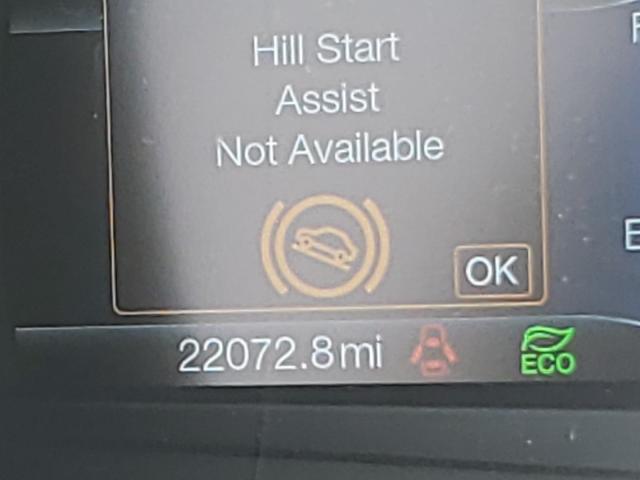 Hill Start
Assist
Not Available
OK
22072.8mi
ECO
E